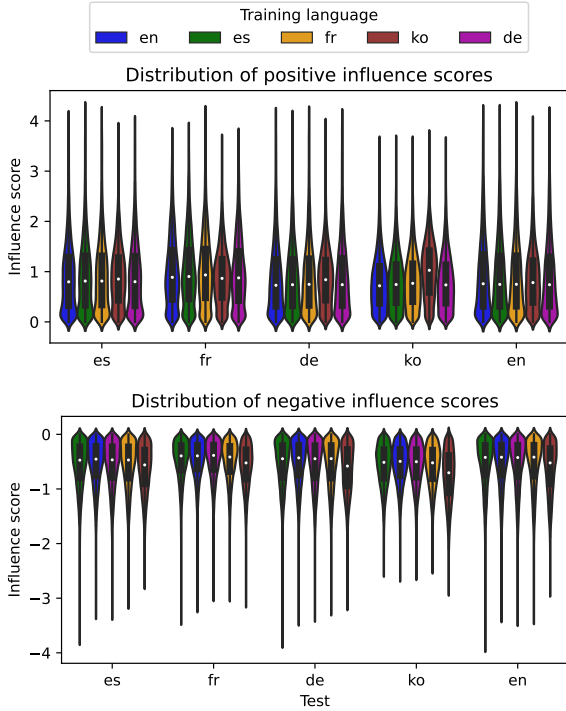 Training language
en es fr ko de
Distribution of positive influence scores
Influence score
4
3
2
1
0
es fr de ko en
Distribution of negative influence scores
Influence score
0
−1
−2
−3
−4
es fr de ko en
Test